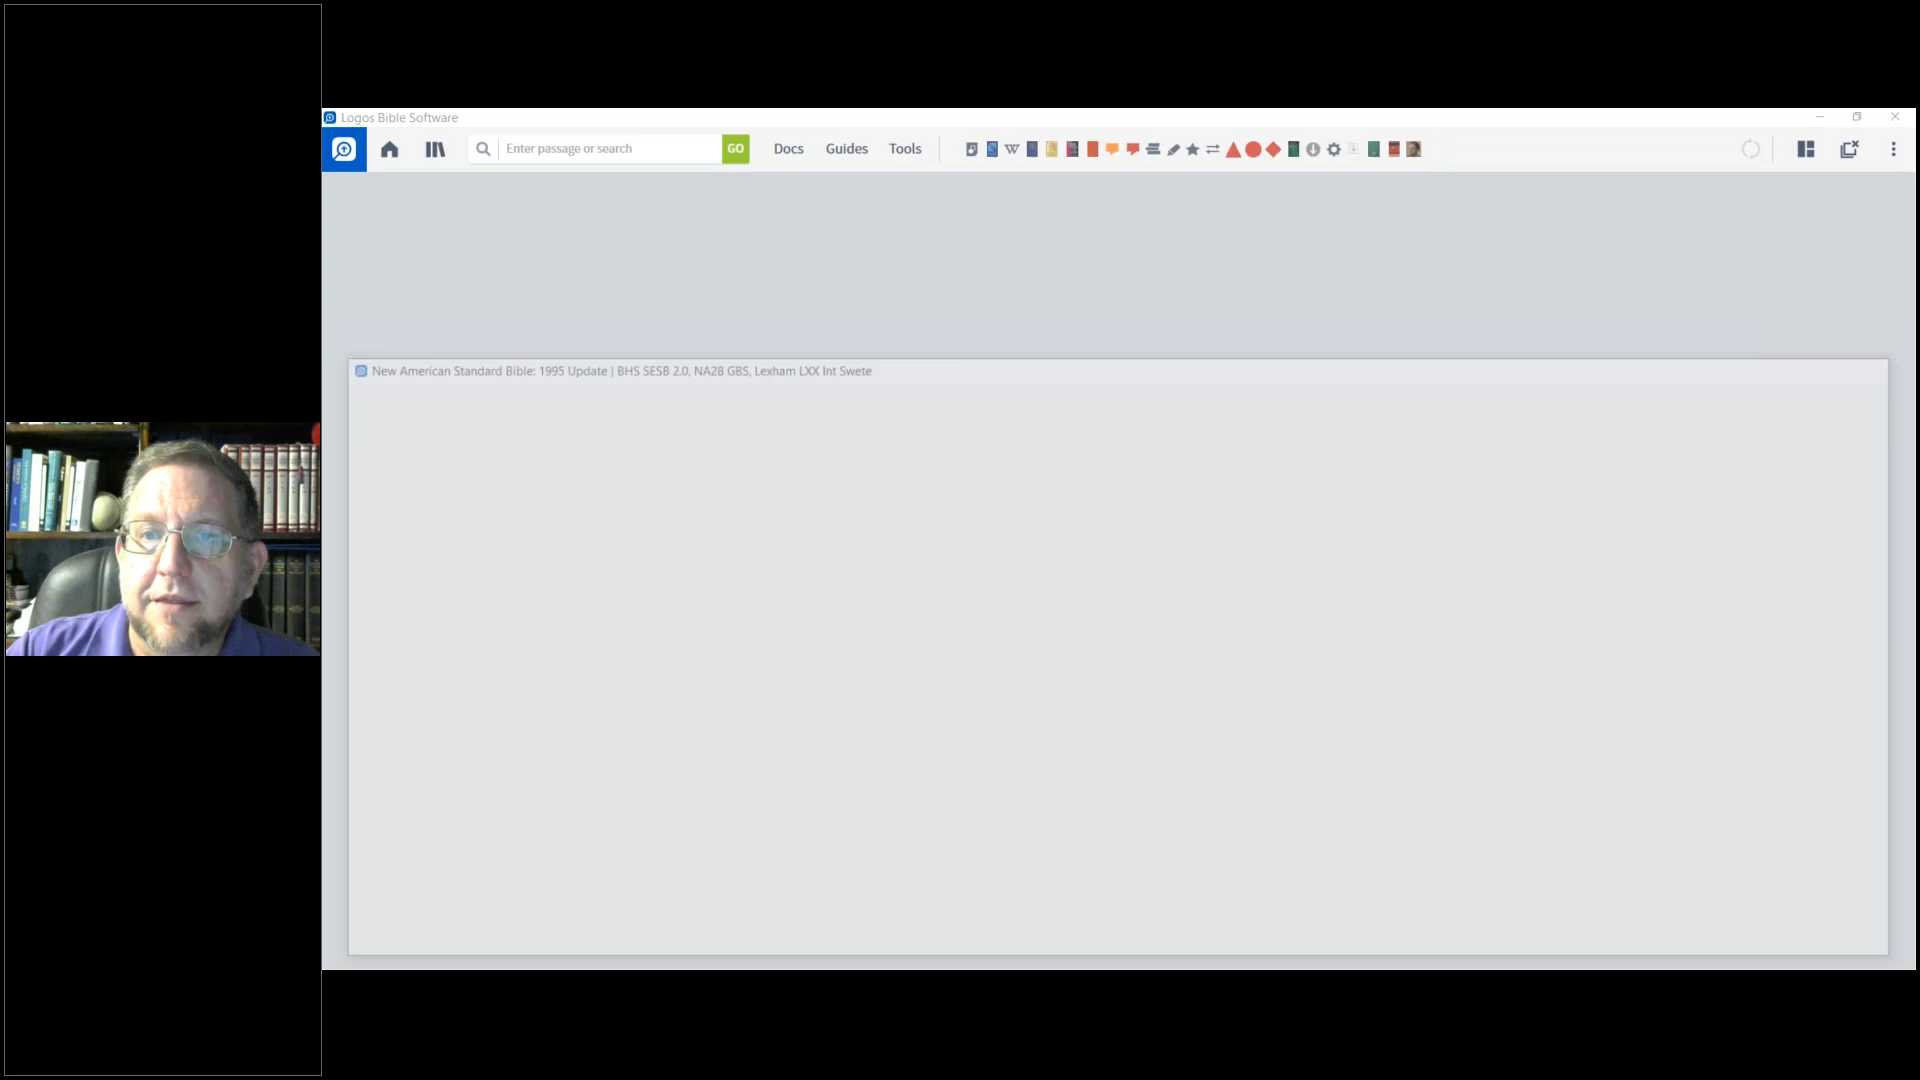 Logos Bible Software
Enter passage or search
GO
Docs
Guides
Tools
New American Standard Bible: 1995 Update | BHS SESB 2.0, NA28 GBS, Lexham LXX Int Swete